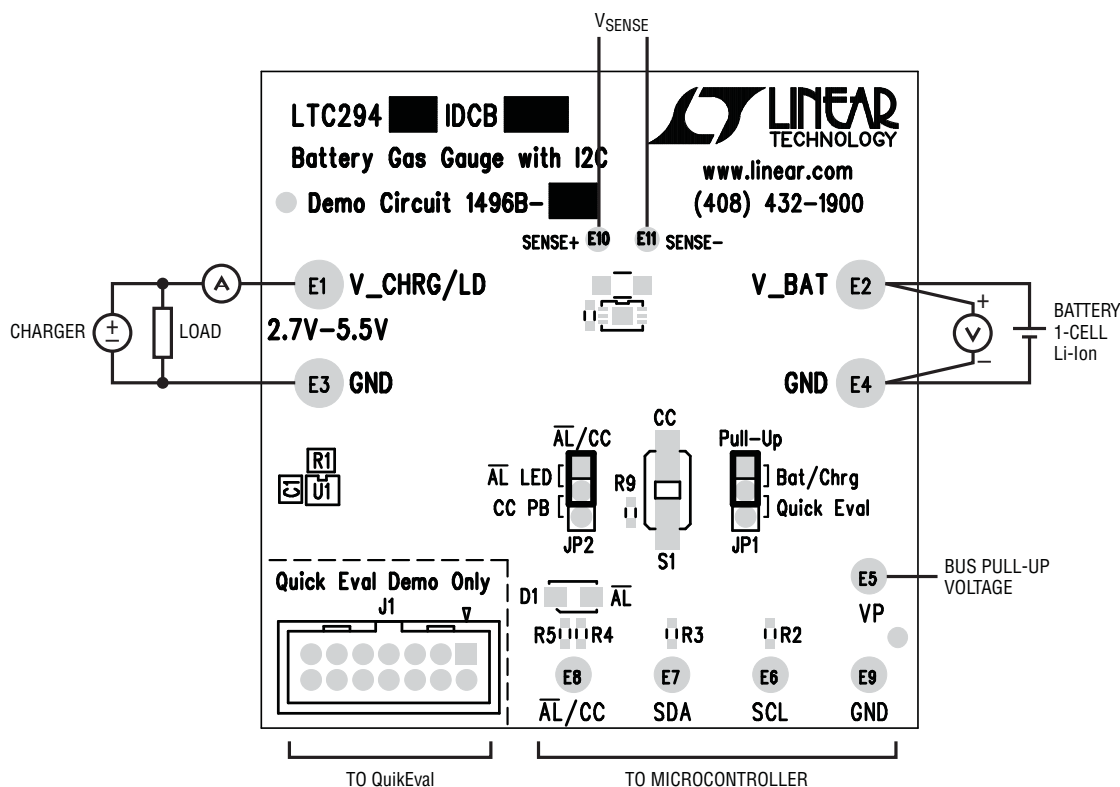 VSENSE
LTC294 IDCB
LINEAR
TECHNOLOGY
Battery Gas Gauge with I2C
www.linear.com
Demo Circuit 1496B-
(408) 432-1900
SENSE+ E10 E11 SENSE-
A
E1 V_CHRG/LD
V_BAT E2
+
CHARGER
+
−
LOAD
2.7V-5.5V
V
BATTERY
1-CELL
Li-Ion
−
E3 GND
GND E4
A̅L̅/CC
CC
Pull-Up
R1
C1 U1
A̅L̅ LED
R9
Bat/Chrg
CC PB
Quick Eval
JP2
S1
JP1
Quick Eval Demo Only
J1
D1 A̅L̅
E5
BUS PULL-UP
VOLTAGE
VP
R5 R4
R3
R2
E8
E7
E6
E9
A̅L̅/CC
SDA
SCL
GND
TO QuikEval
TO MICROCONTROLLER